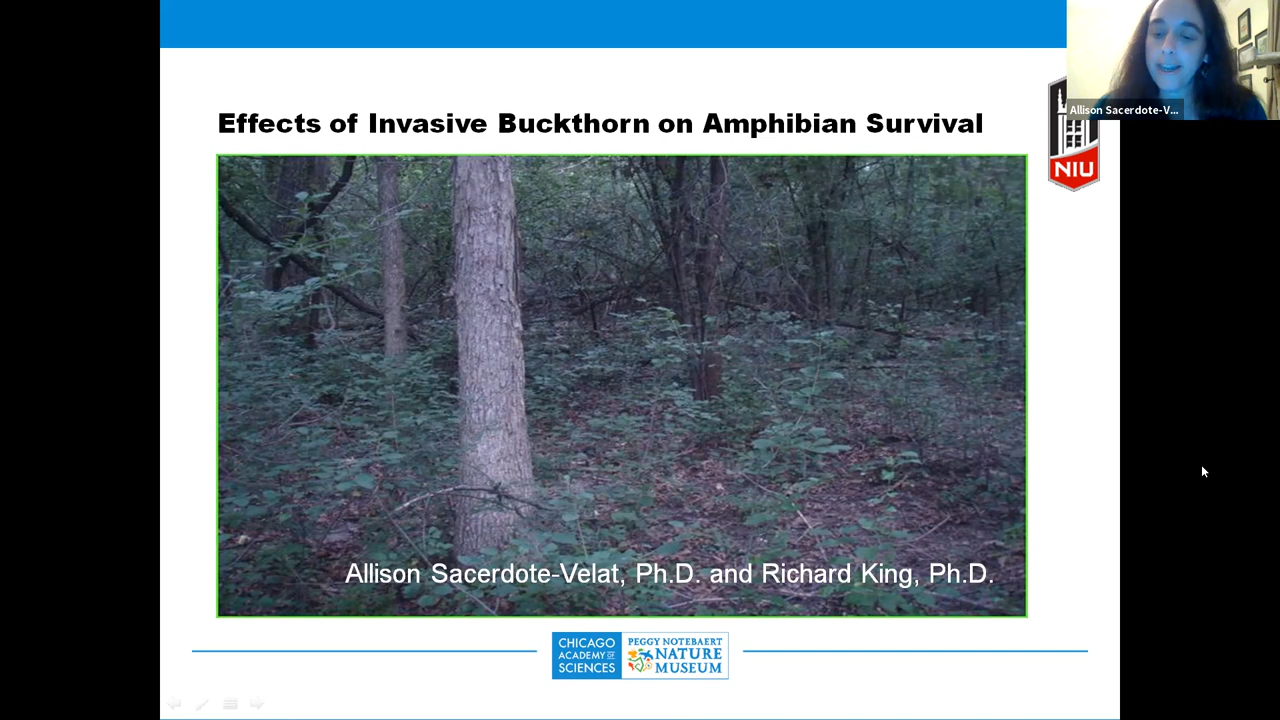 Allison Sacerdote-V...
Effects of Invasive Buckthorn on Amphibian Survival
NIU
Allison Sacerdote-Velat, Ph.D. and Richard King, Ph.D.
CHICAGO
ACADEMY OF
SCIENCES
PEGGY NOTEBAERT
NATURE
MUSEUM